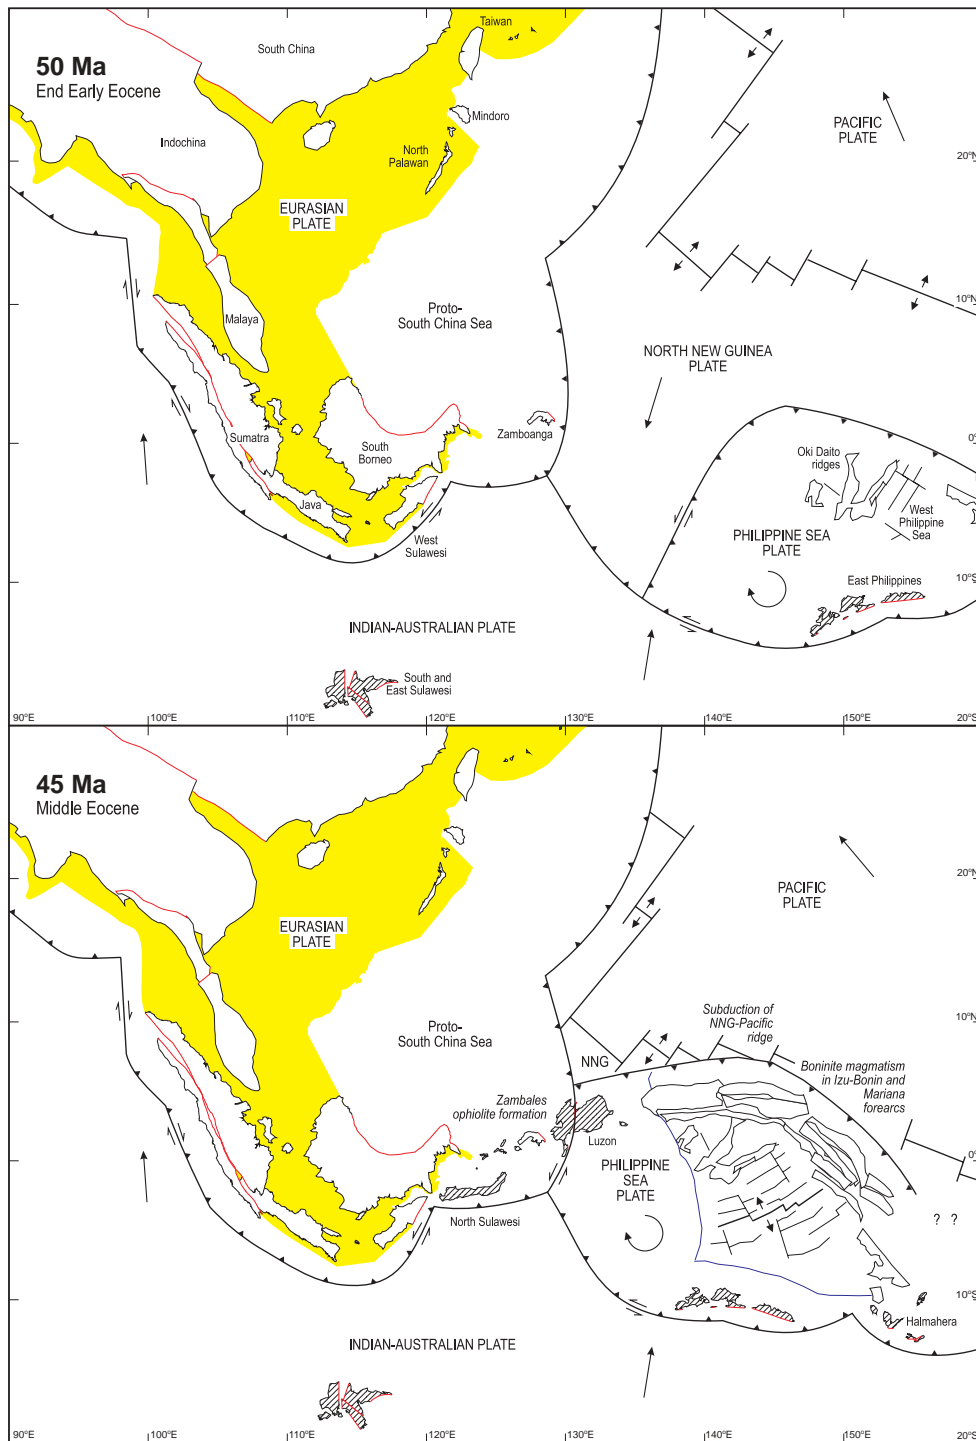 Taiwan
South China
50 Ma
End Early Eocene
Mindoro
PACIFIC
PLATE
Indochina
North
Palawan
20°N
EURASIAN
PLATE
10°N
Proto-
South China Sea
Malaya
NORTH NEW GUINEA
PLATE
Zamboanga
Sumatra
South
Borneo
0°
Oki Daito
ridges
Java
West
Philippine
Sea
West
Sulawesi
PHILIPPINE SEA
PLATE
East Philippines
10°S
INDIAN-AUSTRALIAN PLATE
South and
East Sulawesi
90°E
100°E
110°E
120°E
130°E
140°E
150°E
20°S
45 Ma
Middle Eocene
20°N
PACIFIC
PLATE
EURASIAN
PLATE
Subduction of
NNG-Pacific
ridge
10°N
Proto-
South China Sea
NNG
Boninite magmatism
in Izu-Bonin and
Mariana
forearcs
Zambales
ophiolite formation
Luzon
0°
PHILIPPINE
SEA
PLATE
North Sulawesi
? ?
10°S
Halmahera
INDIAN-AUSTRALIAN PLATE
90°E
100°E
110°E
120°E
130°E
140°E
150°E
20°S